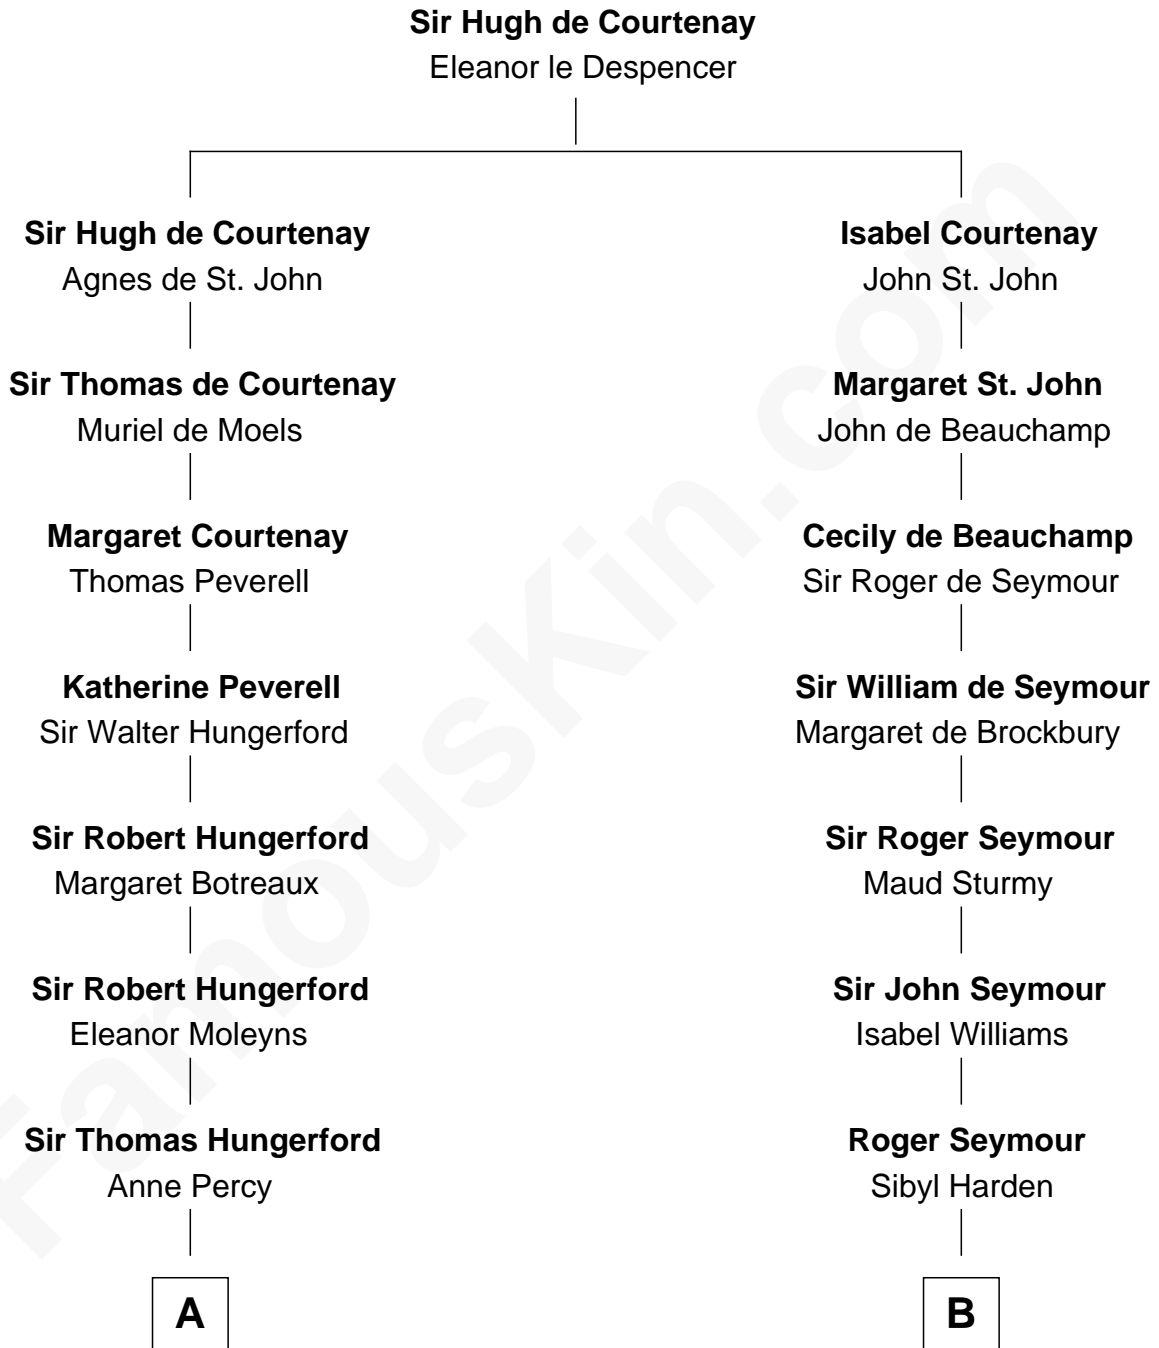 Sir Hugh de Courtenay
Eleanor le Despencer
Sir Hugh de Courtenay
Agnes de St. John
Sir Thomas de Courtenay
Muriel de Moels
Margaret Courtenay
Thomas Peverell
Katherine Peverell
Sir Walter Hungerford
Sir Robert Hungerford
Margaret Botreaux
Sir Robert Hungerford
Eleanor Moleyns
Sir Thomas Hungerford
Anne Percy
A
Isabel Courtenay
John St. John
Margaret St. John
John de Beauchamp
Cecily de Beauchamp
Sir Roger de Seymour
Sir William de Seymour
Margaret de Brockbury
Sir Roger Seymour
Maud Sturmy
Sir John Seymour
Isabel Williams
Roger Seymour
Sibyl Harden
B
FamousKin.com